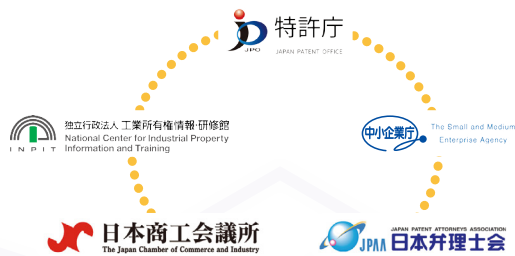 特許庁
JPO
JAPAN PATENT OFFICE
独立行政法人 工業所有権情報・研修館
National Center for Industrial Property
Information and Training
INPIT
中小企業庁
The Small and Medium
Enterprise Agency
日本商工会議所
The Japan Chamber of Commerce and Industry
JAPAN PATENT ATTORNEYS ASSOCIATION
JPAA 日本弁理士会